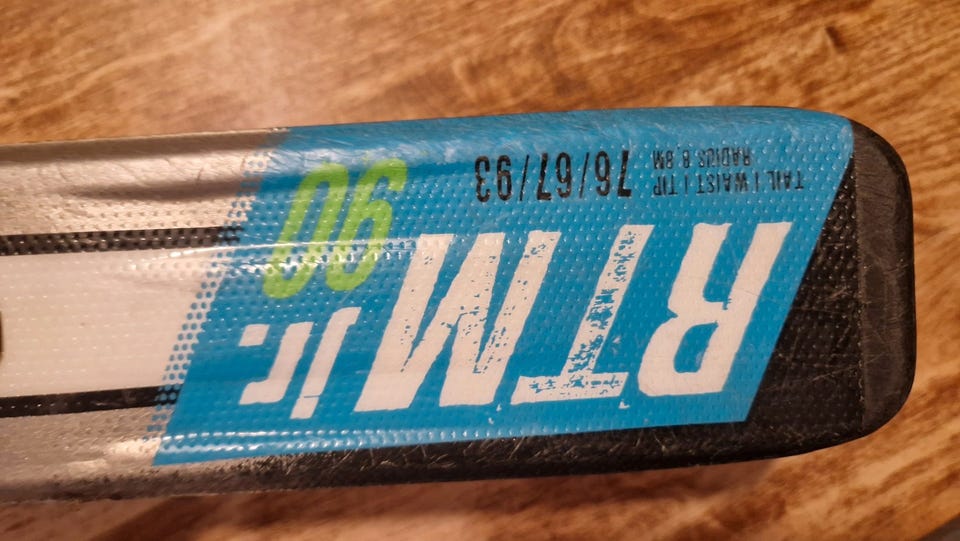 RTM jr.
TAIL | WAIST | TIP 76/67/93 90
RADIUS 8,8M